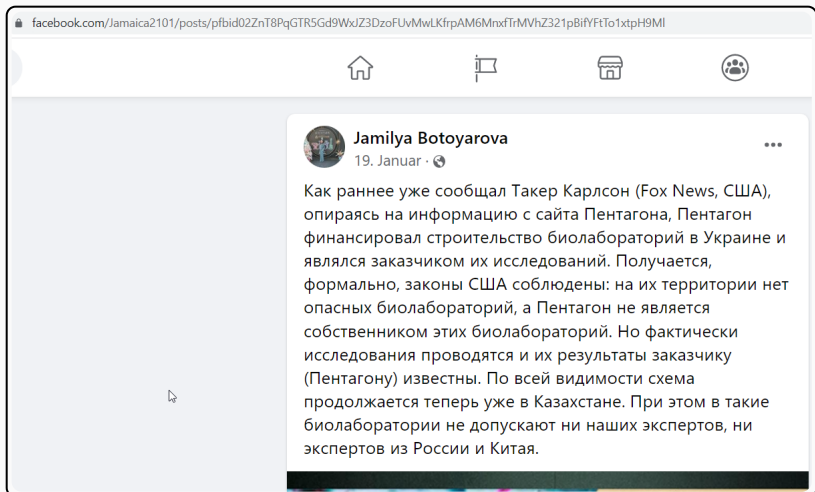 facebook.com/Jamaica2101/posts/pfbid02ZnT8PqGTR5Gd9WxJZ3DzoFUvMwLKfrpAM6MnxfTrMVhZ321pBifYFtTo1xtpH9Ml
Jamilya Botoyarova
19. Januar ·
Как раннее уже сообщал Такер Карлсон (Fox News, США),
опираясь на информацию с сайта Пентагона, Пентагон
финансировал строительство биолабораторий в Украине и
являлся заказчиком их исследований. Получается,
формально, законы США соблюдены: на их территории нет
опасных биолабораторий, а Пентагон не является
собственником этих биолабораторий. Но фактически
исследования проводятся и их результаты заказчику
(Пентагону) известны. По всей видимости схема
продолжается теперь уже в Казахстане. При этом в такие
биолаборатории не допускают ни наших экспертов, ни
экспертов из России и Китая.